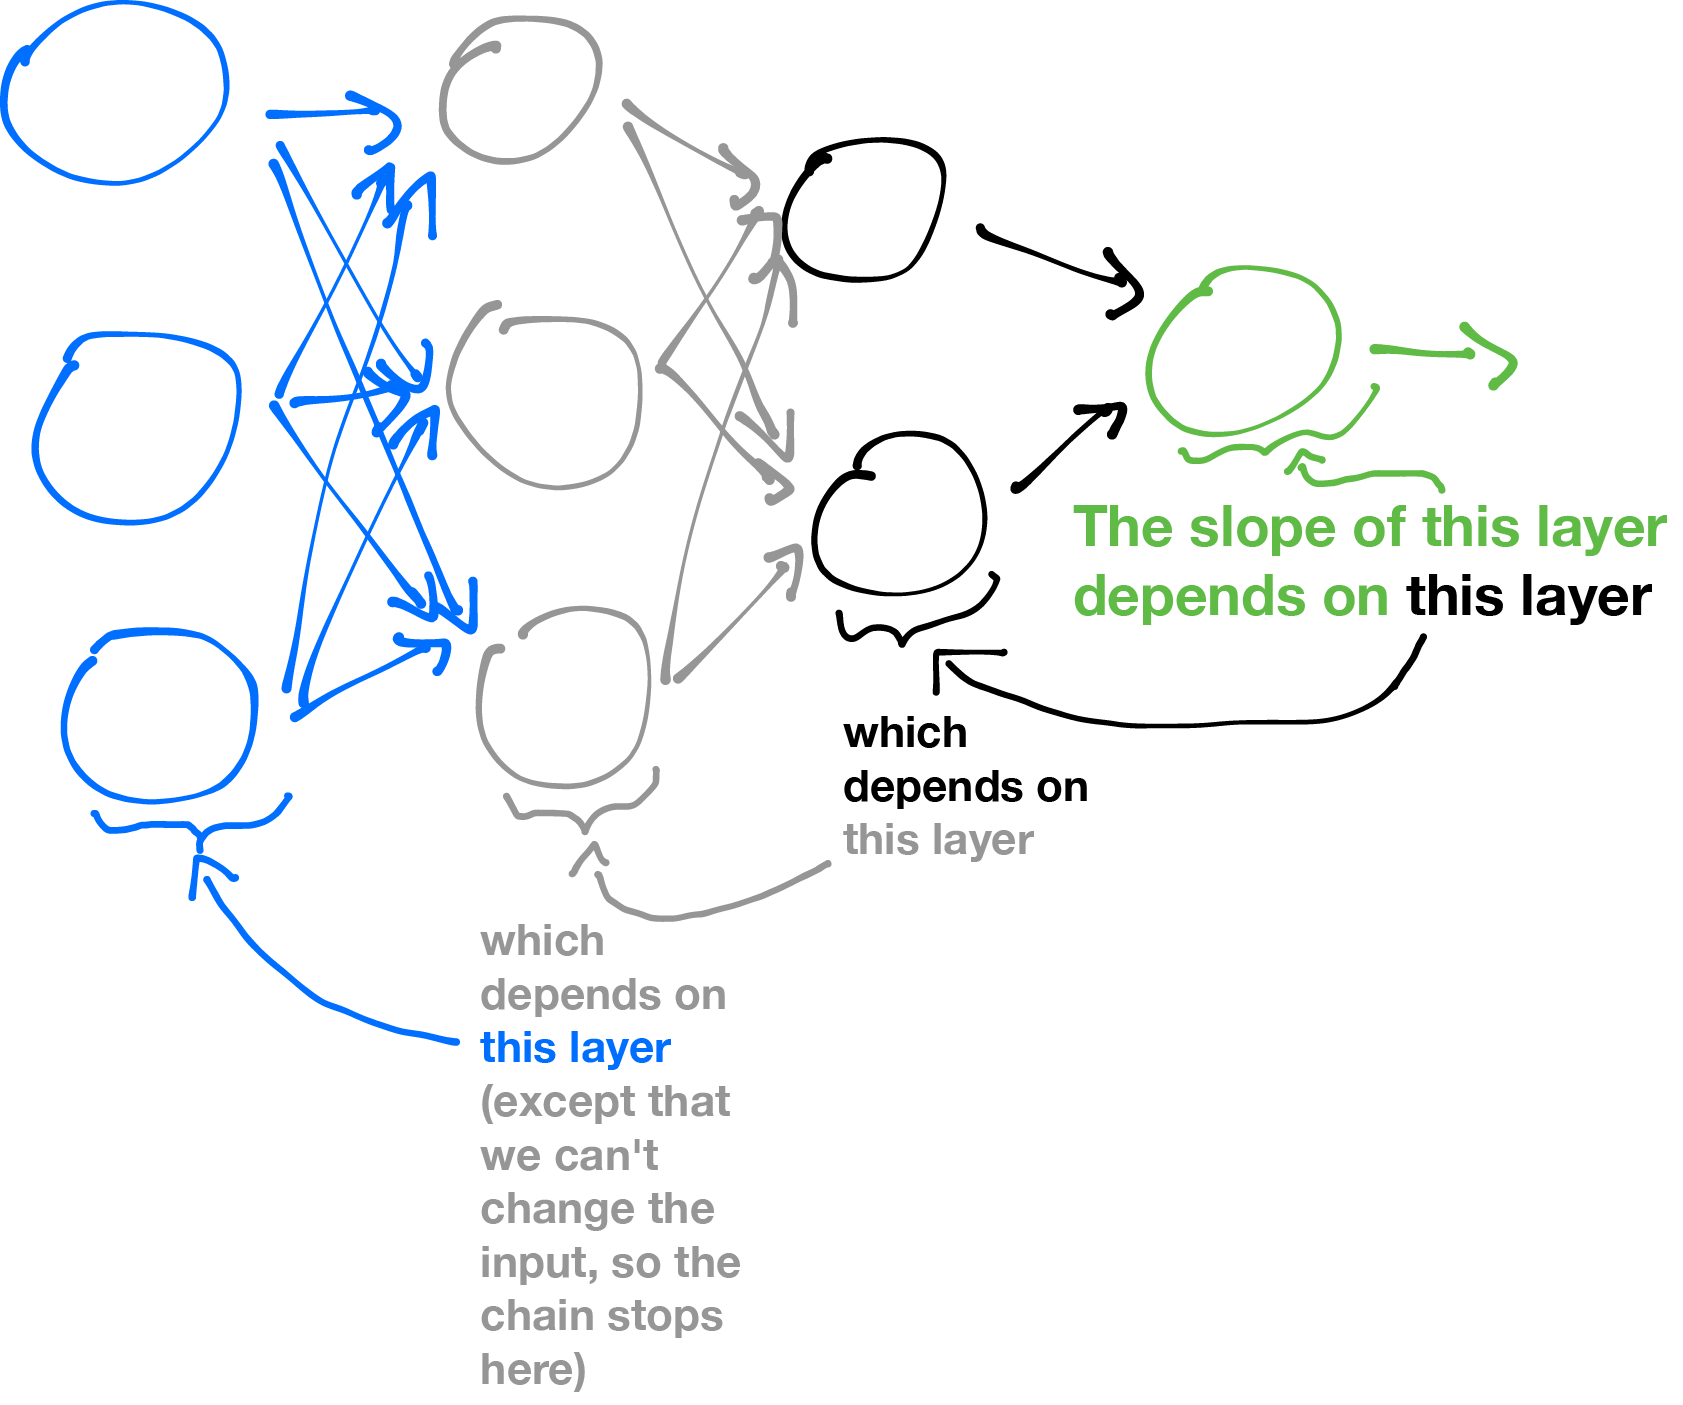 The slope of this layer
depends on this layer
which
depends on
this layer
which
depends on
this layer
(except that
we can't
change the
input, so the
chain stops
here)